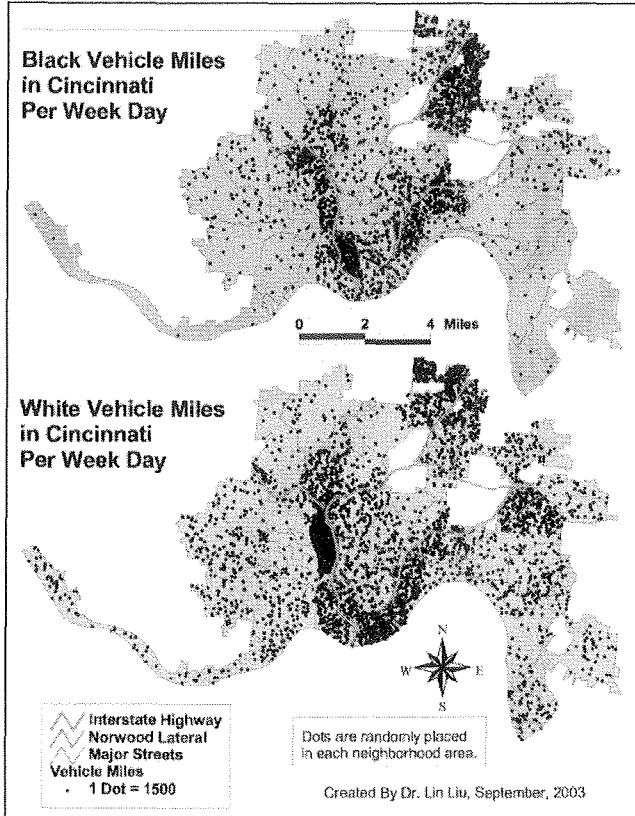 Black Vehicle Miles
in Cincinnati
Per Week Day
0 2 4 Miles
White Vehicle Miles
in Cincinnati
Per Week Day
N
W E
S
Interstate Highway
Norwood Lateral
Major Streets
Vehicle Miles
1 Dot = 1500
Dots are randomly placed
in each neighborhood area.
Created By Dr. Lin Liu, September, 2003